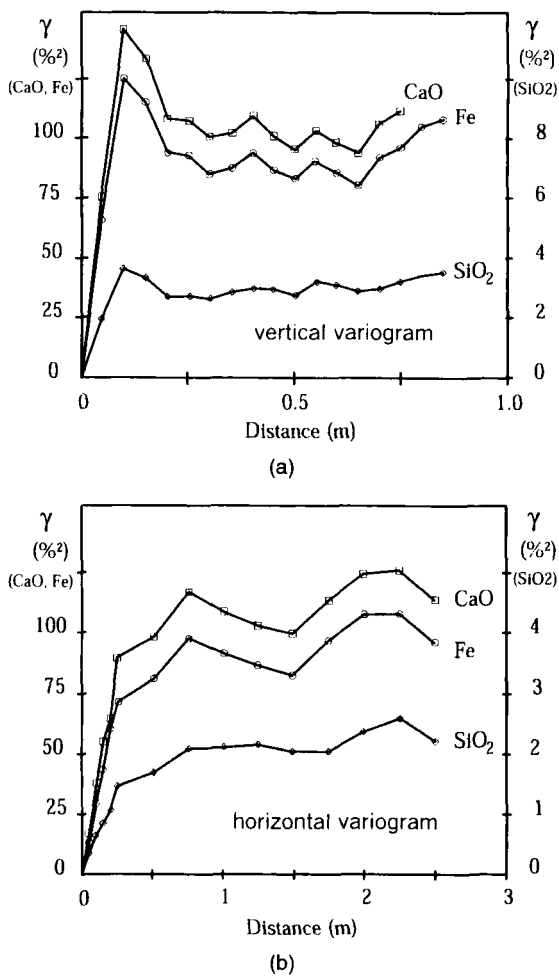 γ
(%²)
(CaO, Fe)
100
75
50
25
0
γ
(%²)
(SiO2)
8
6
4
2
0
CaO
Fe
SiO₂
vertical variogram
0
0.5
1.0
Distance (m)
(a)
γ
(%²)
(CaO, Fe)
100
75
50
25
0
γ
(%²)
(SiO2)
4
3
2
1
0
CaO
Fe
SiO₂
horizontal variogram
0
1
2
3
Distance (m)
(b)